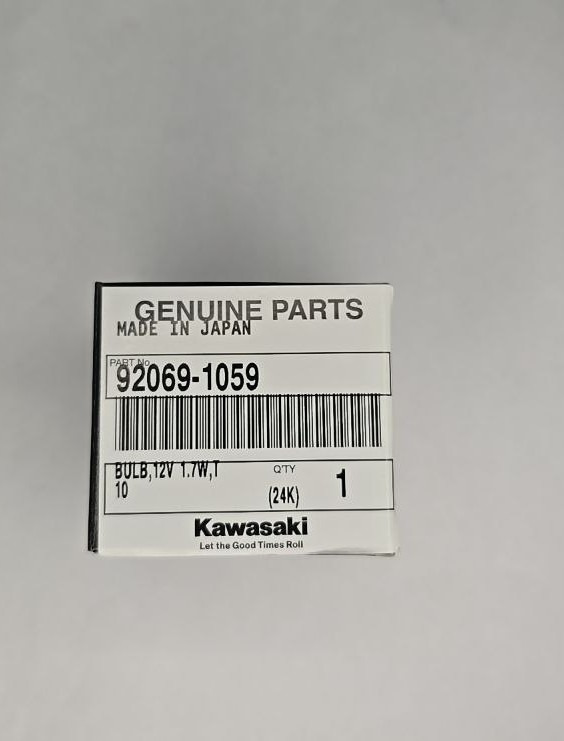 GENUINE PARTS
MADE IN JAPAN
PART No.
92069-1059
BULB,12V 1.7W,T
10
Q'TY
(24K)
1
Kawasaki
Let the Good Times Roll